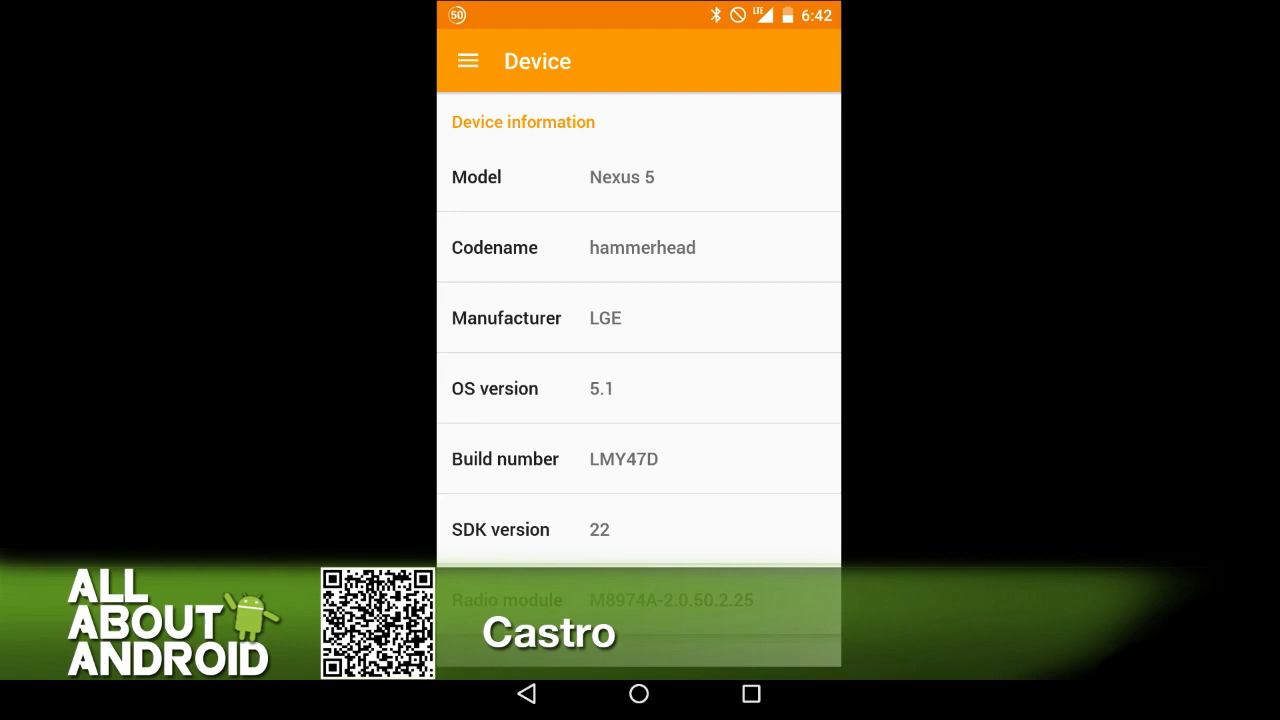 50
LTE
6:42
Device
Device information
Model Nexus 5
Codename hammerhead
Manufacturer LGE
OS version 5.1
Build number LMY47D
SDK version 22
Radio module M8974A-2.0.50.2.25
ALL
ABOUT
ANDROID
Castro